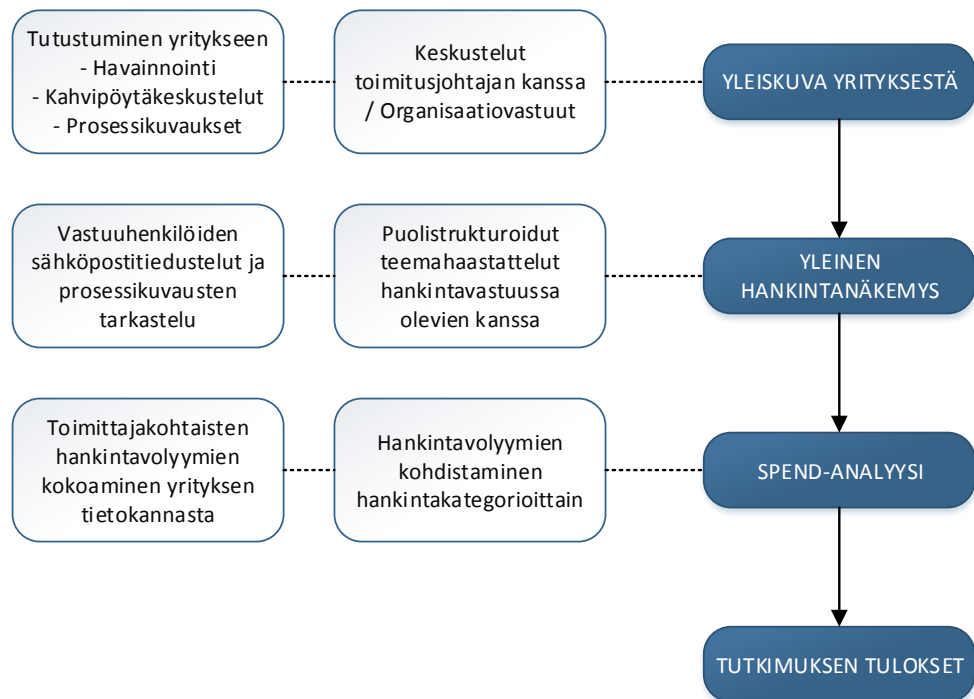 Tutustuminen yritykseen
- Havainnointi
- Kahvipöytäkeskustelut
- Prosessikuvaukset
Keskustelut
toimitusjohtajan kanssa
/ Organisaatiovastuut
YLEISKUVA YRITYKSESTÄ
Vastuuhenkilöiden
sähköpostitiedustelut ja
prosessikuvausten
tarkastelu
Puolistrukturoidut
teemahaastattelut
hankintavastuussa
olevien kanssa
YLEINEN
HANKINTANÄKEMYS
Toimittajakohtaisten
hankintavolyymien
kokoaminen yrityksen
tietokannasta
Hankintavolyymien
kohdistaminen
hankintakategorioittain
SPEND-ANALYYSI
TUTKIMUKSEN TULOKSET